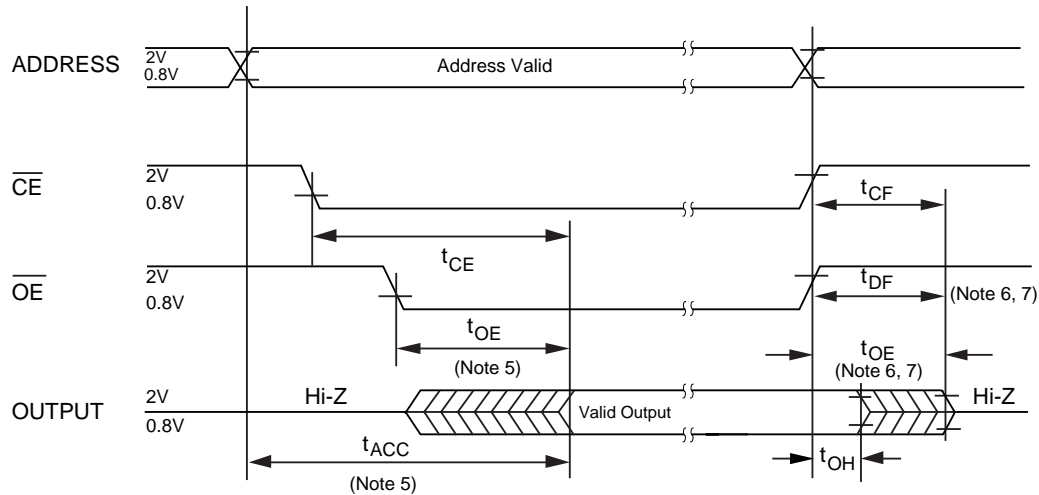 ADDRESS
2V
0.8V
Address Valid
CE
2V
0.8V
tCF
tCE
OE
2V
0.8V
tDF
(Note 6, 7)
tOE
(Note 5)
tOE
(Note 6, 7)
OUTPUT
2V
0.8V
Hi-Z
Valid Output
Hi-Z
tACC
(Note 5)
tOH